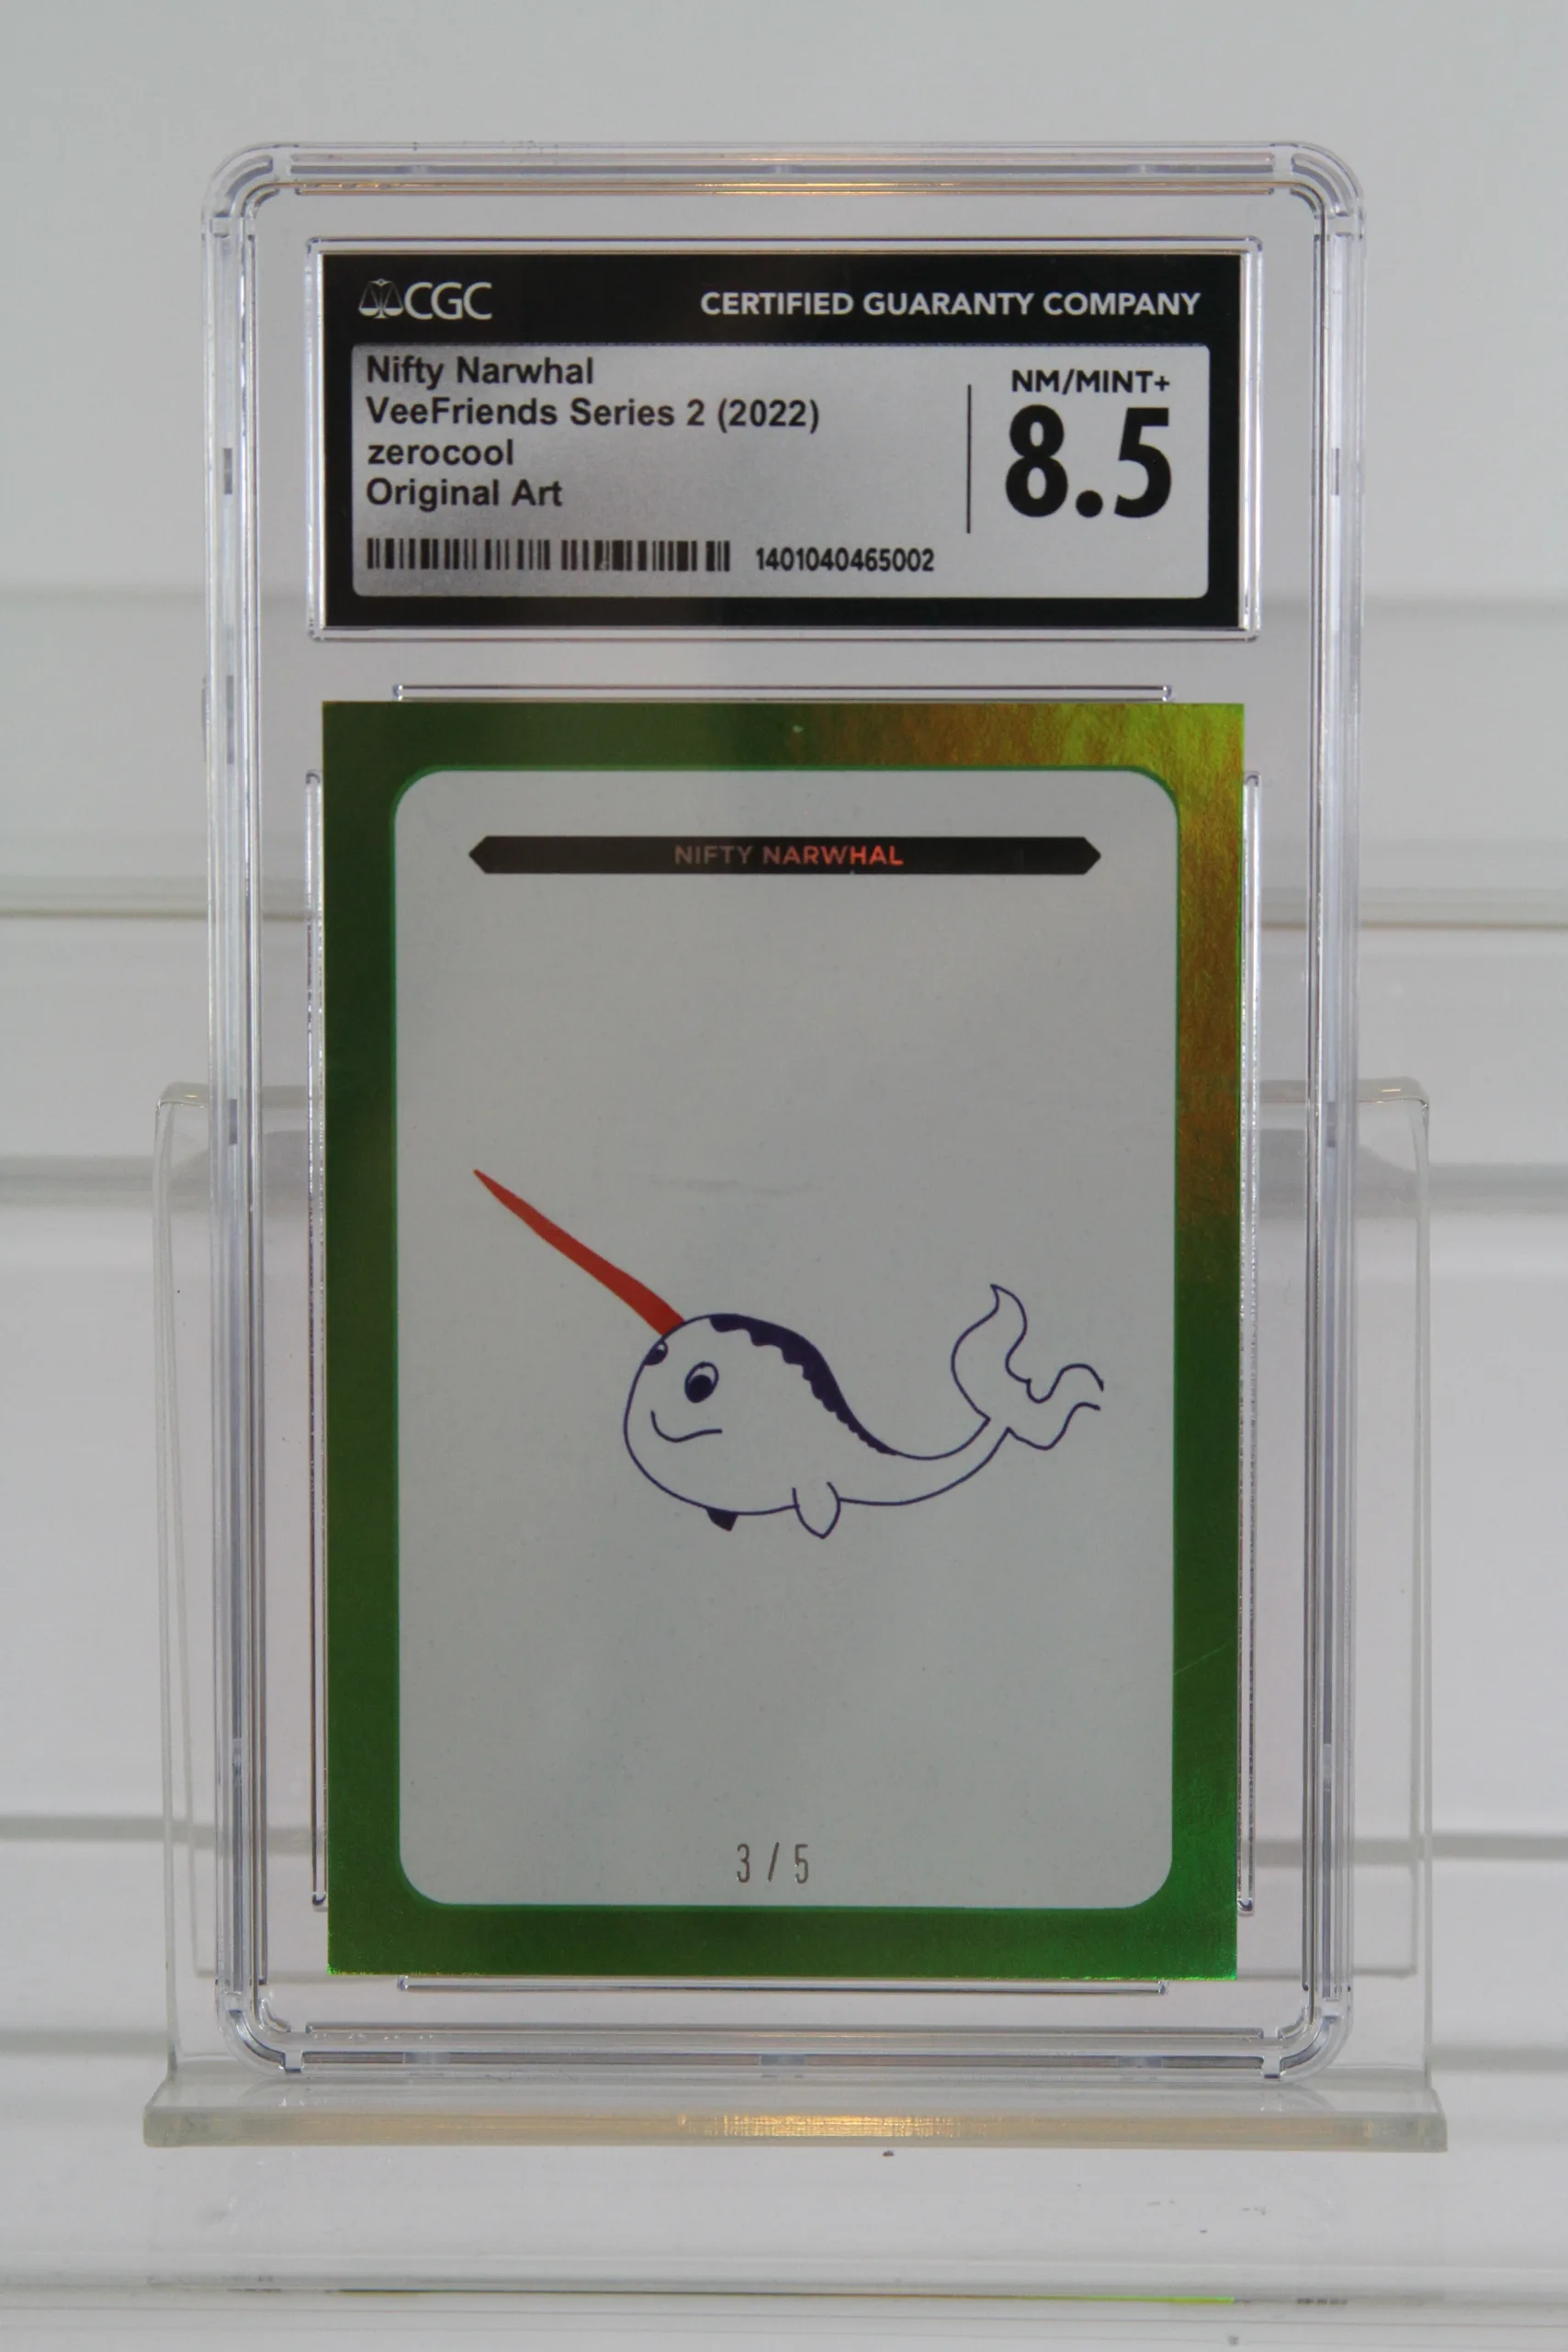 CGC CERTIFIED GUARANTY COMPANY
Nifty Narwhal
VeeFriends Series 2 (2022)
zerocool
Original Art
NM/MINT+
8.5
1401040465002
NIFTY NARWHAL
3 / 5